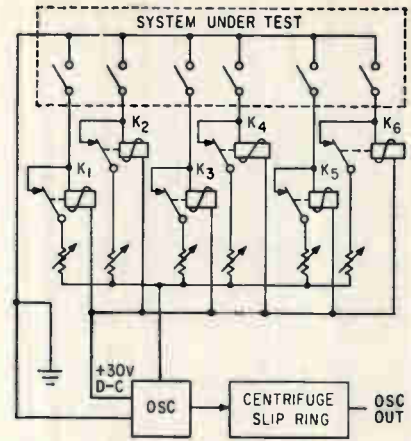 SYSTEM UNDER TEST
K2
K4
K6
K1
K3
K5
+30V
D-C
OSC
CENTRIFUGE
SLIP RING
OSC
OUT